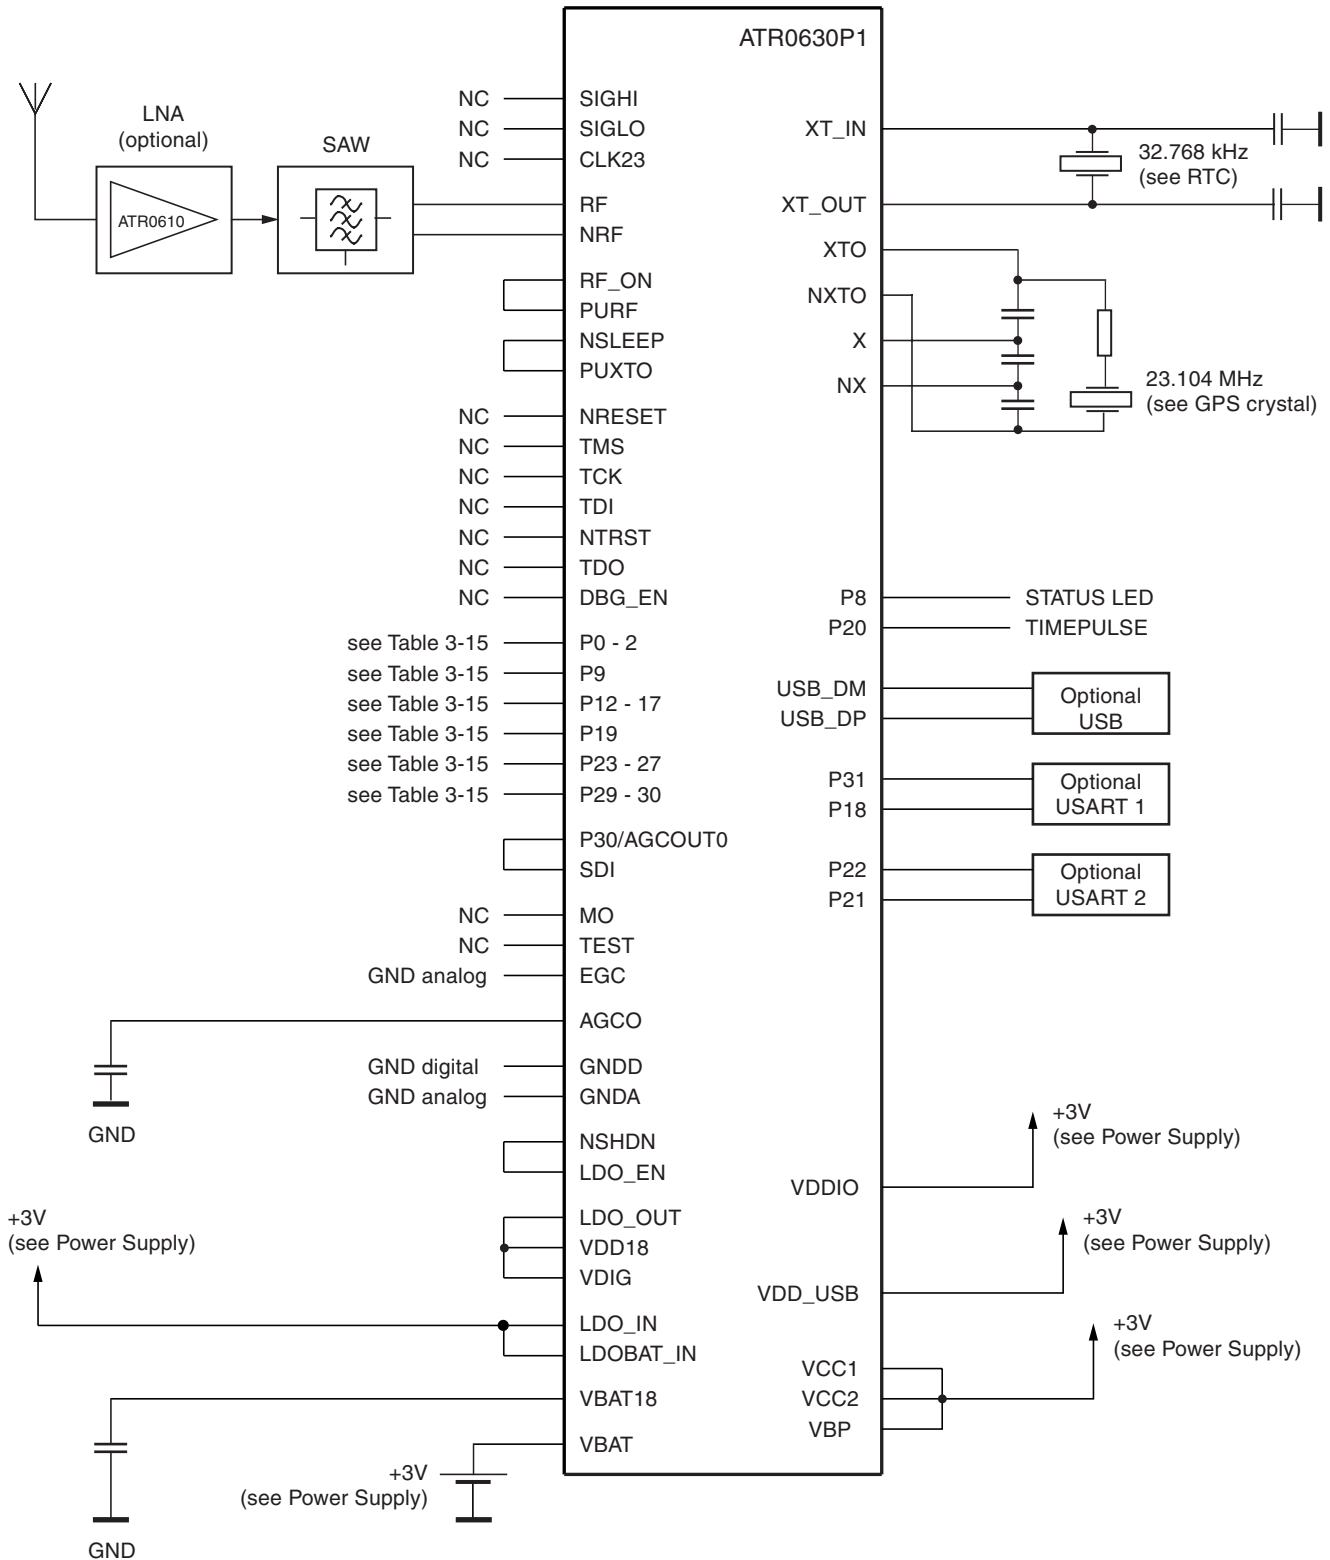 ATR0630P1
LNA
(optional)
ATR0610
SAW
NC SIGHI
NC SIGLO
NC CLK23
RF
NRF
RF_ON
PURF
NSLEEP
PUXTO
NC NRESET
NC TMS
NC TCK
NC TDI
NC NTRST
NC TDO
NC DBG_EN
see Table 3-15 P0 - 2
see Table 3-15 P9
see Table 3-15 P12 - 17
see Table 3-15 P19
see Table 3-15 P23 - 27
see Table 3-15 P29 - 30
P30/AGCOUT0
SDI
NC MO
NC TEST
GND analog EGC
AGCO
GND
GND digital GNDD
GND analog GNDA
NSHDN
LDO_EN
LDO_OUT
VDD18
VDIG
+3V
(see Power Supply)
LDO_IN
LDOBAT_IN
VBAT18
GND
VBAT
+3V
(see Power Supply)
XT_IN
32.768 kHz
(see RTC)
XT_OUT
XTO
NXTO
X
NX
23.104 MHz
(see GPS crystal)
P8 STATUS LED
P20 TIMEPULSE
USB_DM
USB_DP
Optional
USB
P31
P18
Optional
USART 1
P22
P21
Optional
USART 2
+3V
(see Power Supply)
VDDIO
+3V
(see Power Supply)
VDD_USB
+3V
(see Power Supply)
VCC1
VCC2
VBP